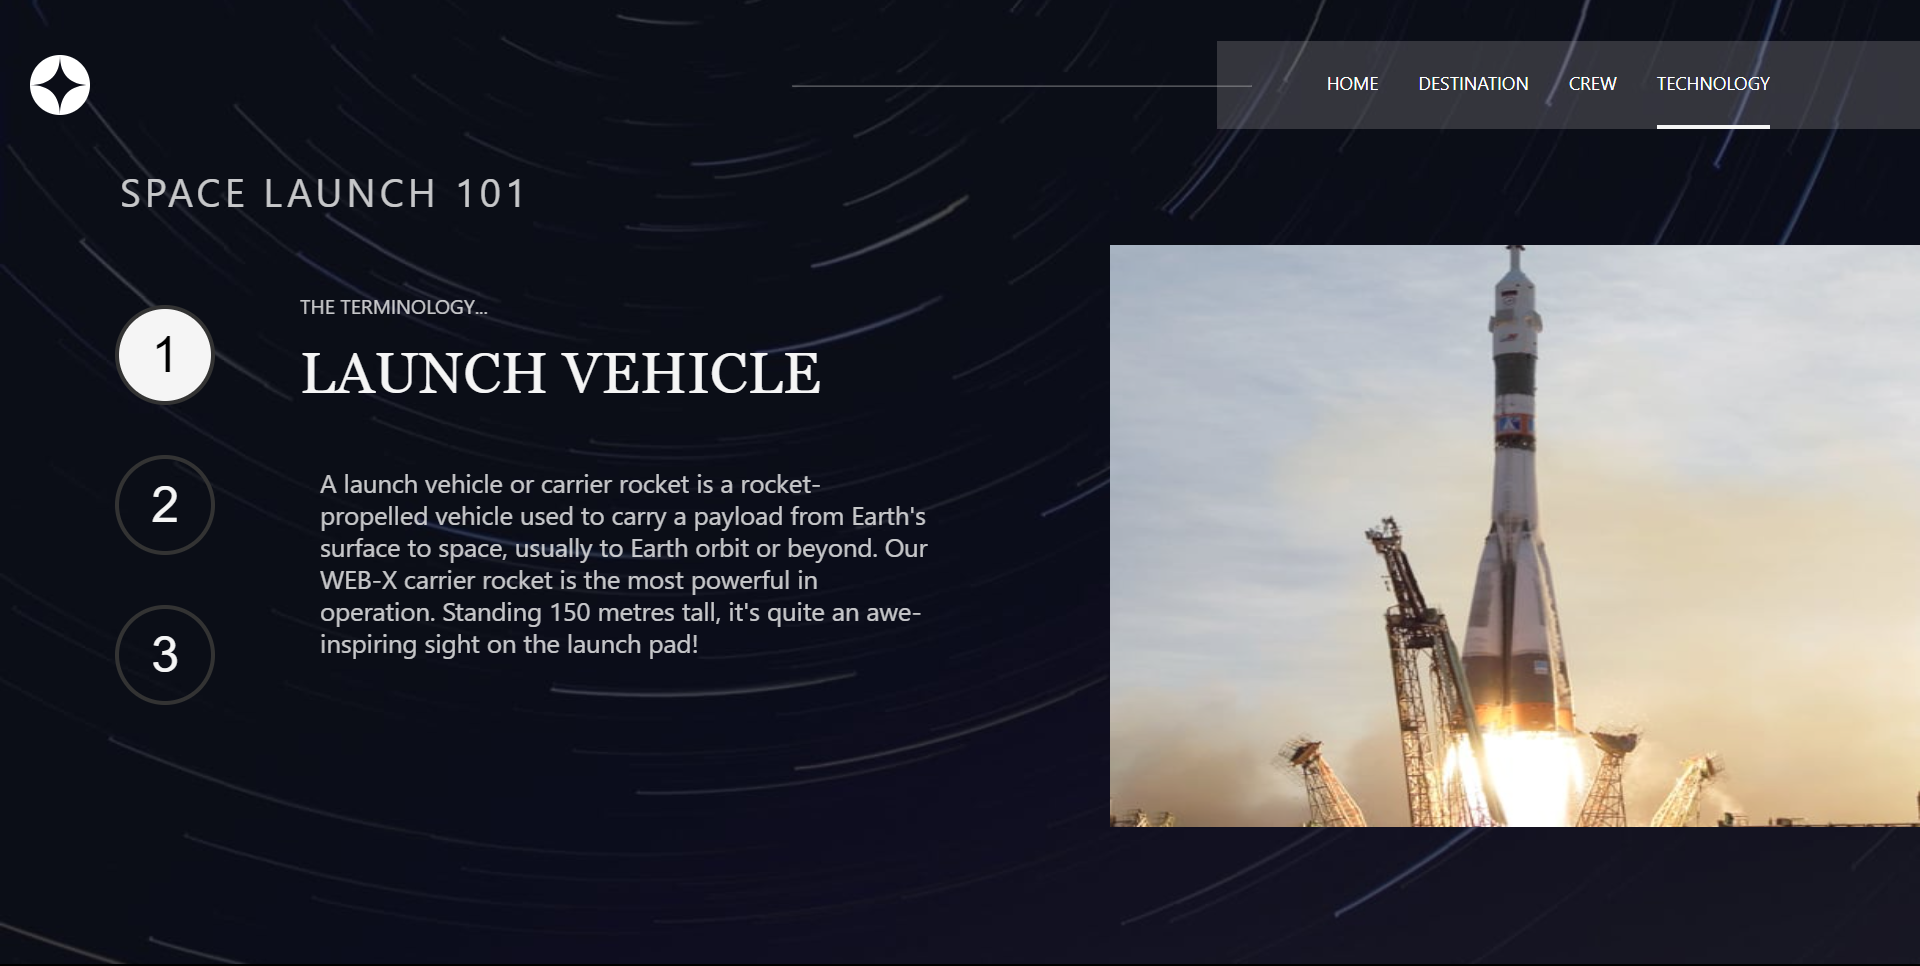 HOME DESTINATION CREW TECHNOLOGY
SPACE LAUNCH 101
THE TERMINOLOGY...
1
LAUNCH VEHICLE
2
A launch vehicle or carrier rocket is a rocket-
propelled vehicle used to carry a payload from Earth's
surface to space, usually to Earth orbit or beyond. Our
WEB-X carrier rocket is the most powerful in
operation. Standing 150 metres tall, it's quite an awe-
inspiring sight on the launch pad!
3